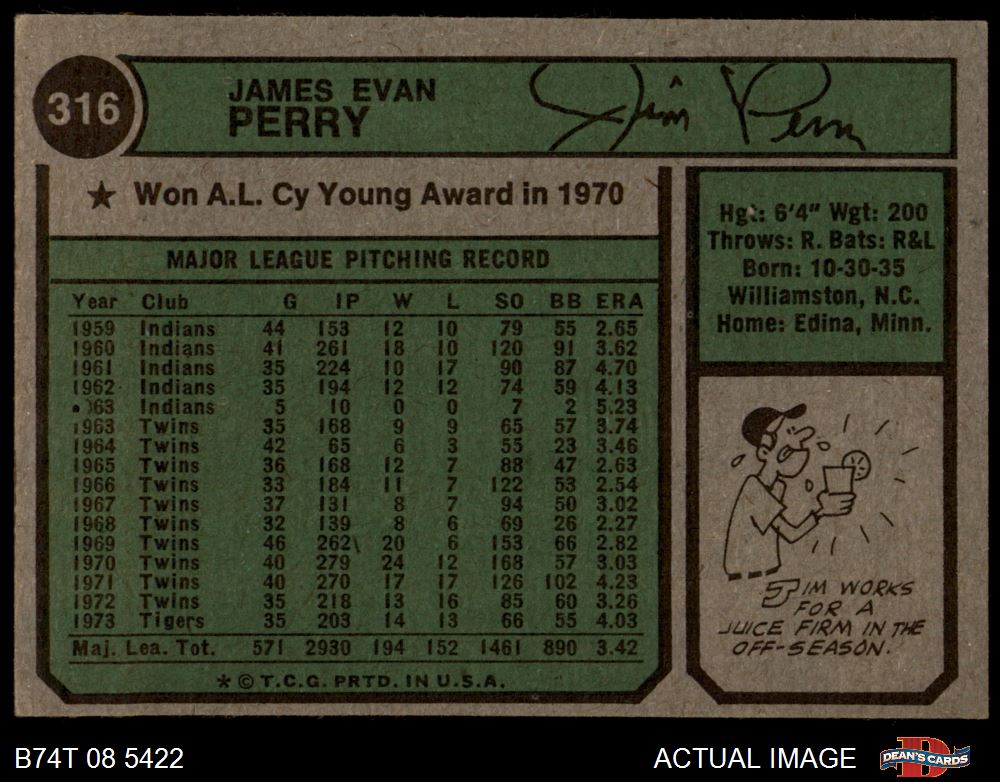 316
JAMES EVAN
PERRY
Jim Perry
★ Won A.L. Cy Young Award in 1970
MAJOR LEAGUE PITCHING RECORD
Year Club G IP W L SO BB ERA
1959 Indians 44 153 12 10 79 55 2.65
1960 Indians 41 261 18 10 120 91 3.62
1961 Indians 35 224 10 17 90 87 4.70
1962 Indians 35 194 12 12 74 59 4.13
63 Indians 5 10 0 0 7 2 5.23
1963 Twins 35 168 9 9 65 57 3.74
1964 Twins 42 65 6 3 55 23 3.46
1965 Twins 36 168 12 7 88 47 2.63
1966 Twins 33 184 11 7 122 53 2.54
1967 Twins 37 131 8 7 94 50 3.02
1968 Twins 32 139 8 6 69 26 2.27
1969 Twins 46 262 20 6 153 66 2.82
1970 Twins 40 279 24 12 168 57 3.03
1971 Twins 40 270 17 17 126 102 4.23
1972 Twins 35 218 13 16 85 60 3.26
1973 Tigers 35 203 14 13 66 55 4.03
Maj. Lea. Tot. 571 2930 194 152 1461 890 3.42
★ © T.C.G. PRTD. IN U.S.A.
Hgt: 6'4" Wgt: 200
Throws: R. Bats: R&L
Born: 10-30-35
Williamston, N.C.
Home: Edina, Minn.
JIM WORKS
FOR A
JUICE FIRM IN THE
OFF-SEASON.
B74T 08 5422
ACTUAL IMAGE
DEAN'S CARDS